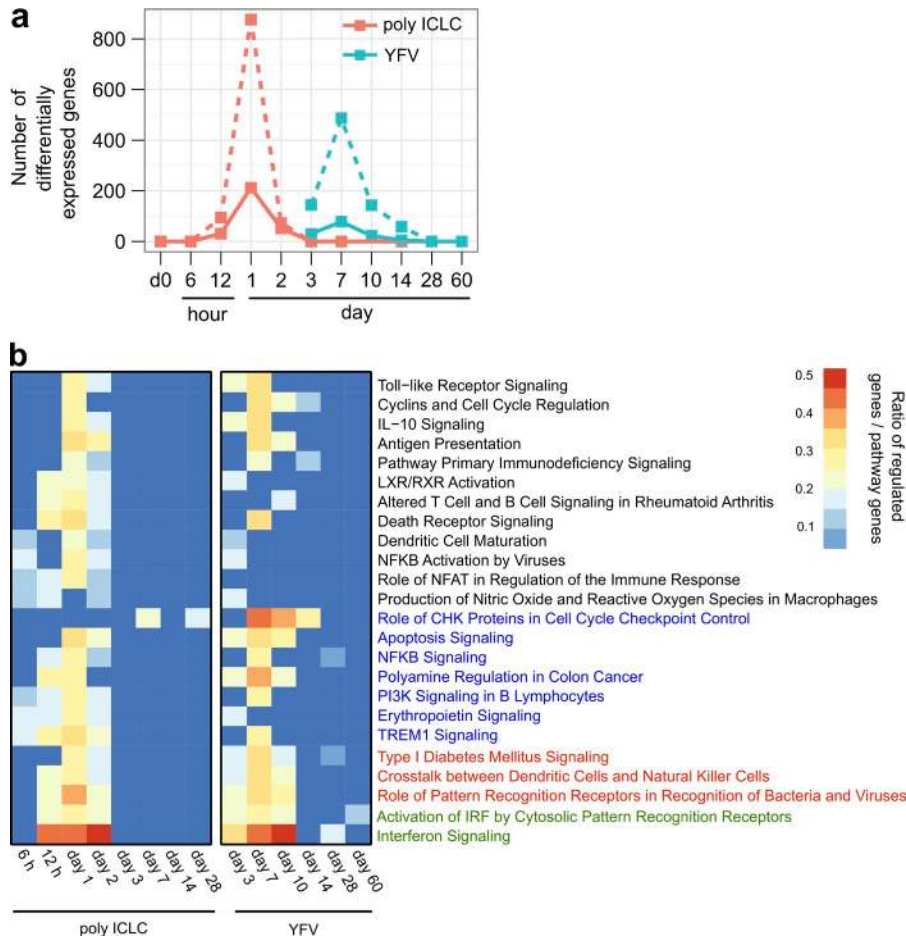 a
poly ICLC
YFV
Number of
differentially
expressed genes
800
600
400
200
0
d0 6 12 1 2 3 7 10 14 28 60
hour day
b
Toll-like Receptor Signaling
Cyclins and Cell Cycle Regulation
IL-10 Signaling
Antigen Presentation
Pathway Primary Immunodeficiency Signaling
LXR/RXR Activation
Altered T Cell and B Cell Signaling in Rheumatoid Arthritis
Death Receptor Signaling
Dendritic Cell Maturation
NFKB Activation by Viruses
Role of NFAT in Regulation of the Immune Response
Production of Nitric Oxide and Reactive Oxygen Species in Macrophages
Role of CHK Proteins in Cell Cycle Checkpoint Control
Apoptosis Signaling
NFKB Signaling
Polyamine Regulation in Colon Cancer
PI3K Signaling in B Lymphocytes
Erythropoietin Signaling
TREM1 Signaling
Type I Diabetes Mellitus Signaling
Crosstalk between Dendritic Cells and Natural Killer Cells
Role of Pattern Recognition Receptors in Recognition of Bacteria and Viruses
Activation of IRF by Cytosolic Pattern Recognition Receptors
Interferon Signaling
0.5
0.4
0.3
0.2
0.1
Ratio of regulated
genes / pathway genes
6 h 12 h day 1 day 2 day 3 day 7 day 14 day 28
day 3 day 7 day 10 day 14 day 28 day 60
poly ICLC YFV